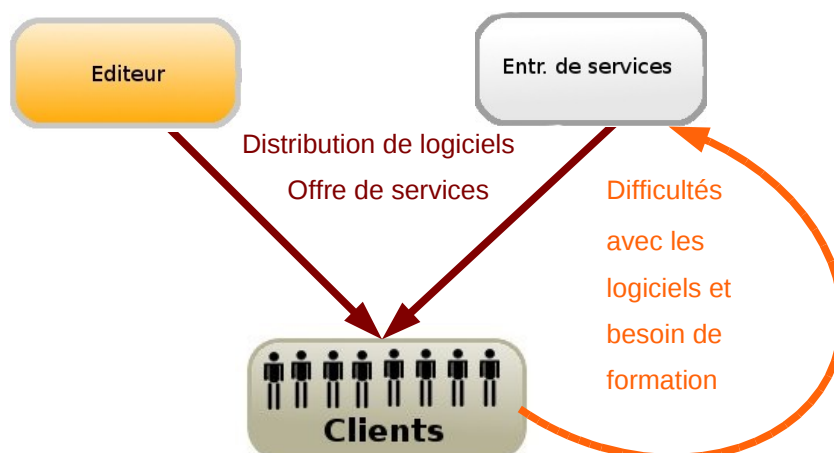 Editeur
Entr. de services
Distribution de logiciels
Offre de services
Difficultés
avec les
logiciels et
besoin de
formation
Clients